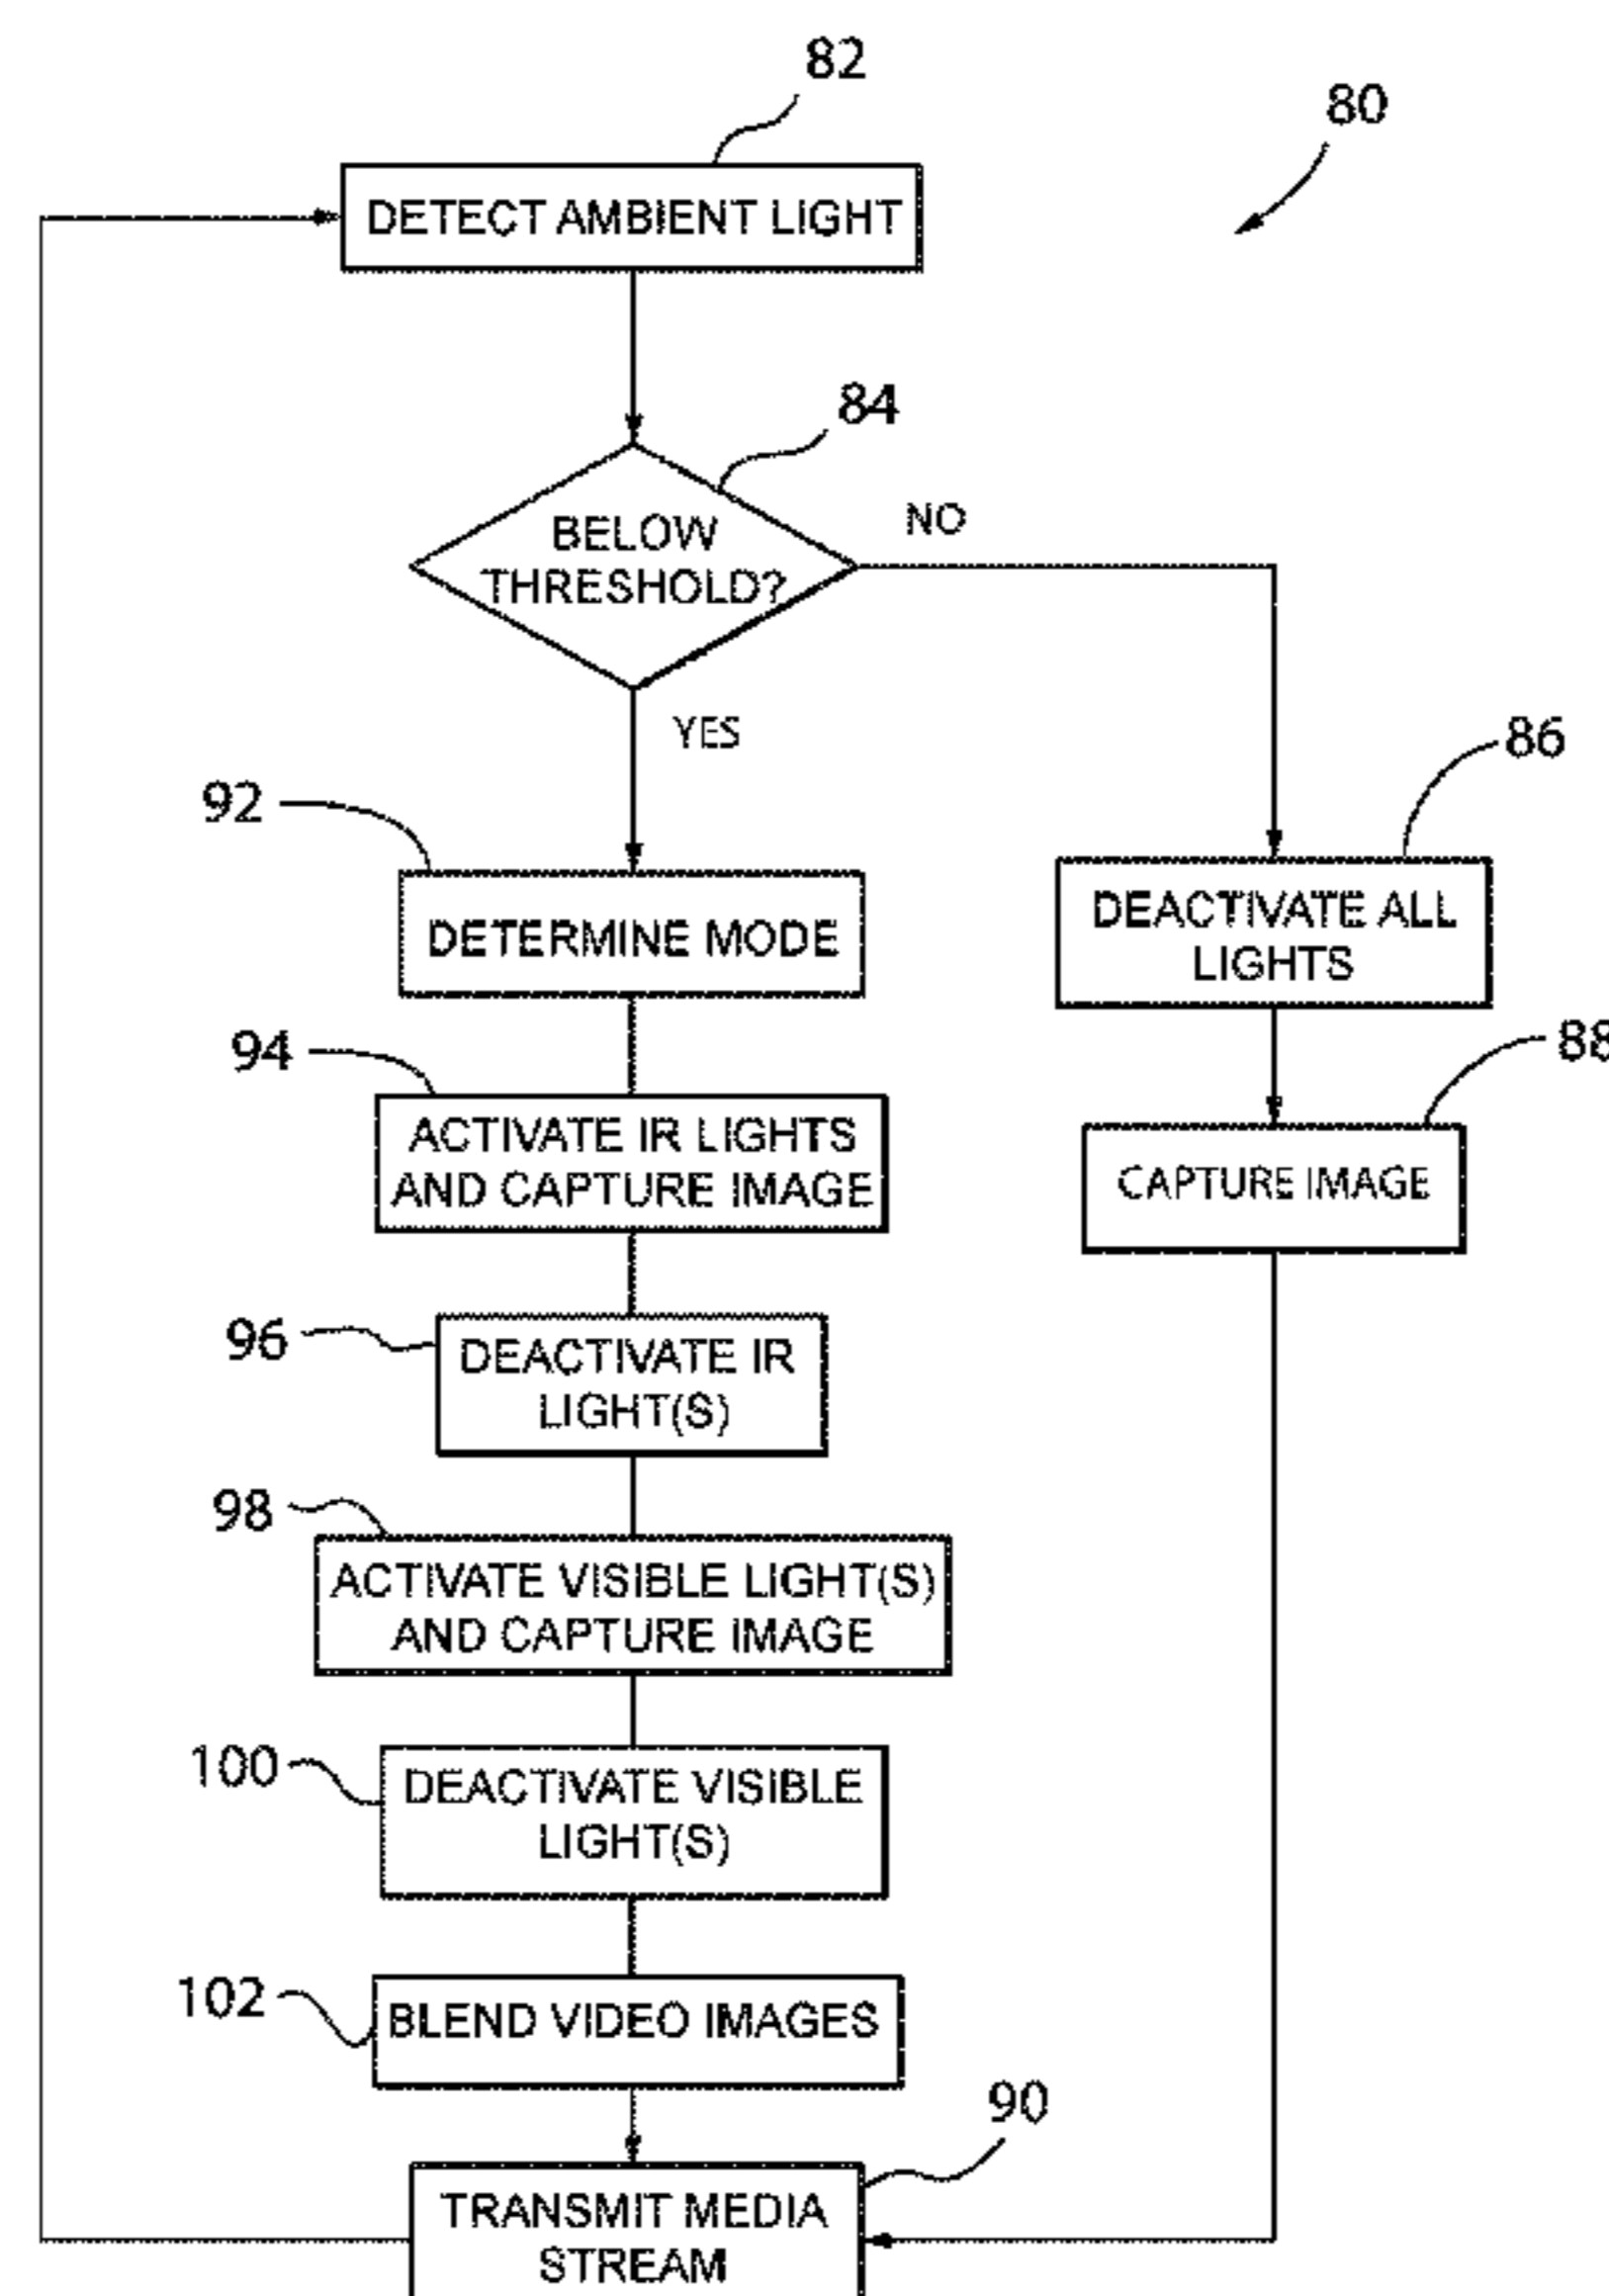 82
80
DETECT AMBIENT LIGHT
84
BELOW
THRESHOLD?
NO
YES
86
92
DEACTIVATE ALL
LIGHTS
DETERMINE MODE
88
94
ACTIVATE IR LIGHTS
AND CAPTURE IMAGE
CAPTURE IMAGE
96
DEACTIVATE IR
LIGHT(S)
98
ACTIVATE VISIBLE LIGHT(S)
AND CAPTURE IMAGE
100
DEACTIVATE VISIBLE
LIGHT(S)
102
BLEND VIDEO IMAGES
90
TRANSMIT MEDIA
STREAM